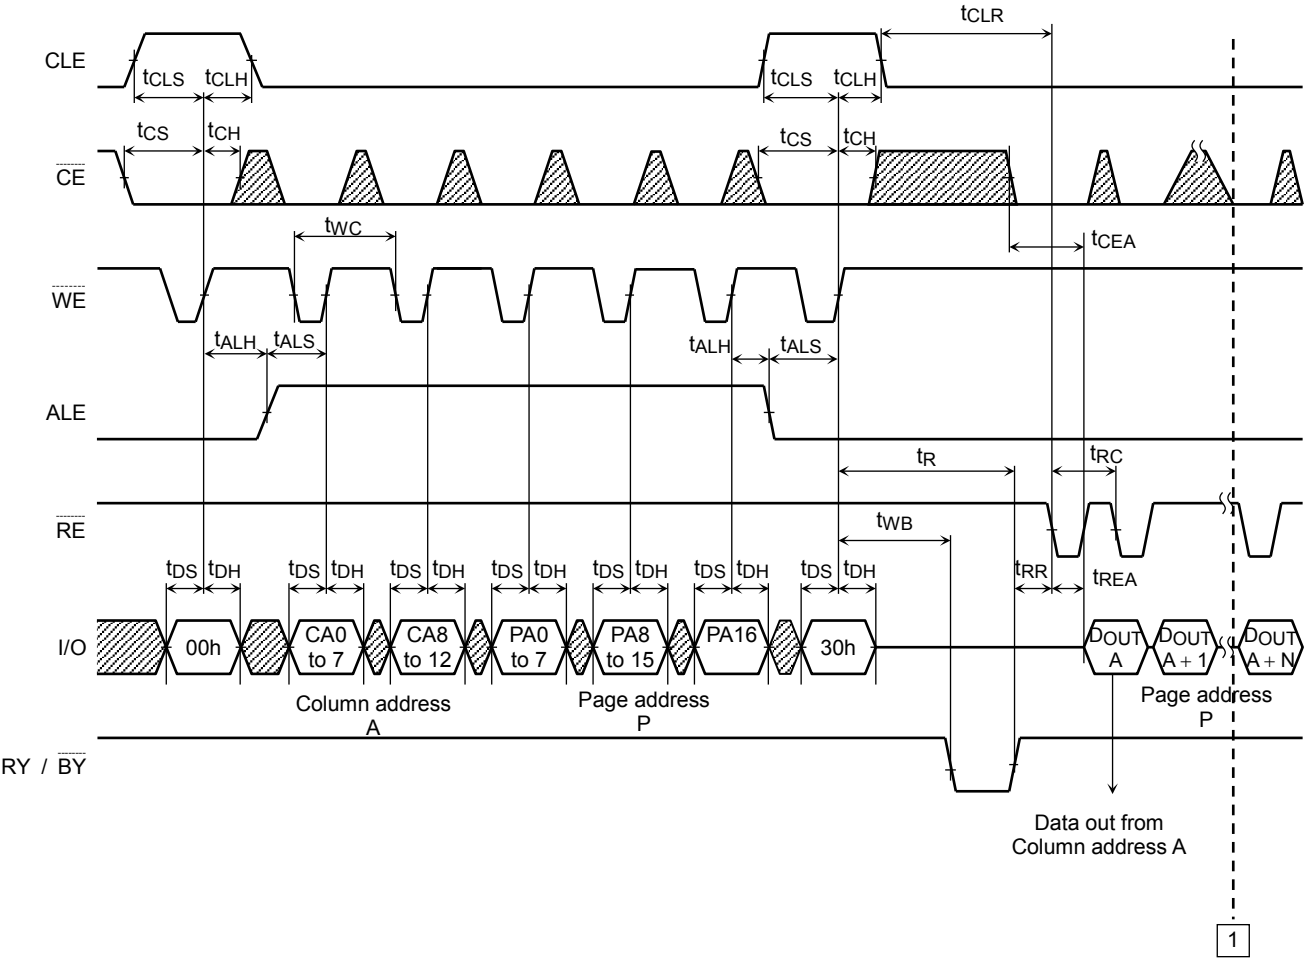 tCLR
CLE
tCLS tCLH tCLS tCLH
tCS tCH tCS tCH
CE
tWC tCEA
WE
tALH tALS tALH tALS
ALE
tR tRC
RE
tWB
tDS tDH tDS tDH tDS tDH tDS tDH tDS tDH tDS tDH tDS tDH tRR tREA
I/O
00h
CA0
to 7
CA8
to 12
PA0
to 7
PA8
to 15
PA16
30h
DOUT
A
DOUT
A + 1
DOUT
A + N
Column address
A
Page address
P
Page address
P
RY / BY
Data out from
Column address A
1